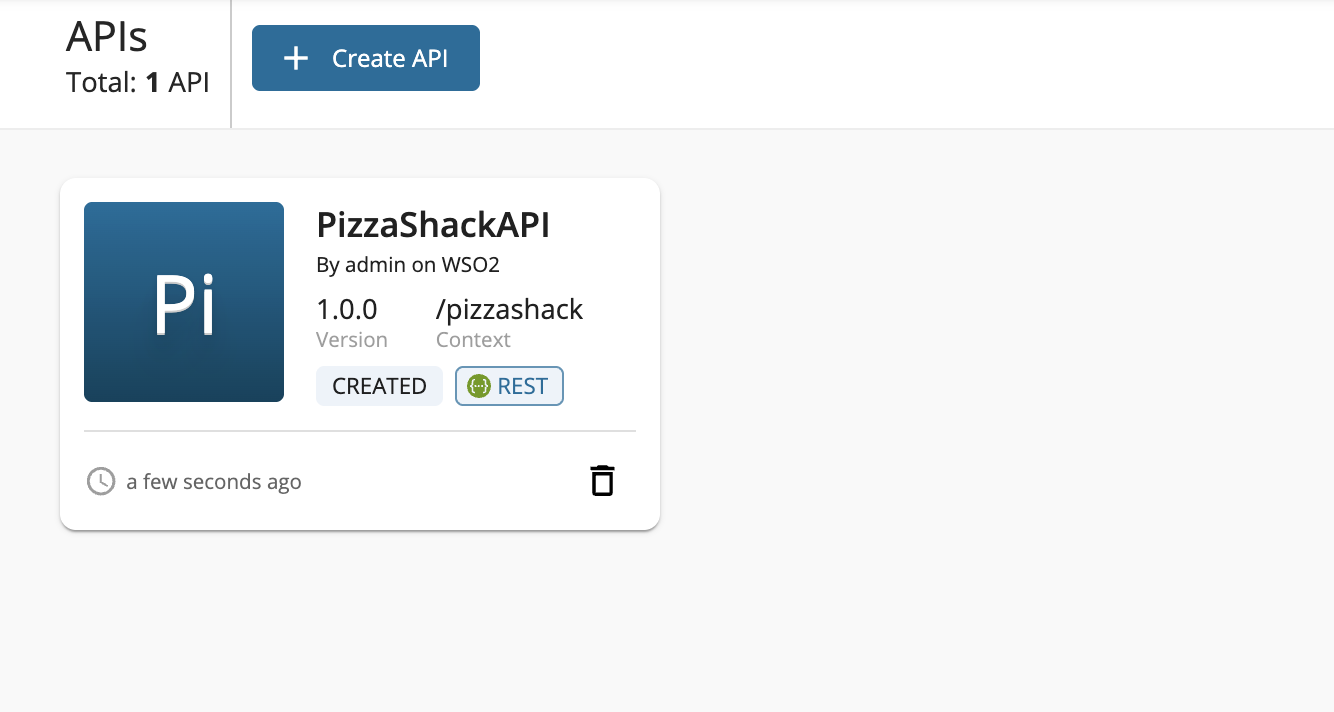 APIs
Total: 1 API
Create API
Pi
PizzaShackAPI
By admin on WSO2
1.0.0 /pizzashack
Version Context
CREATED REST
a few seconds ago